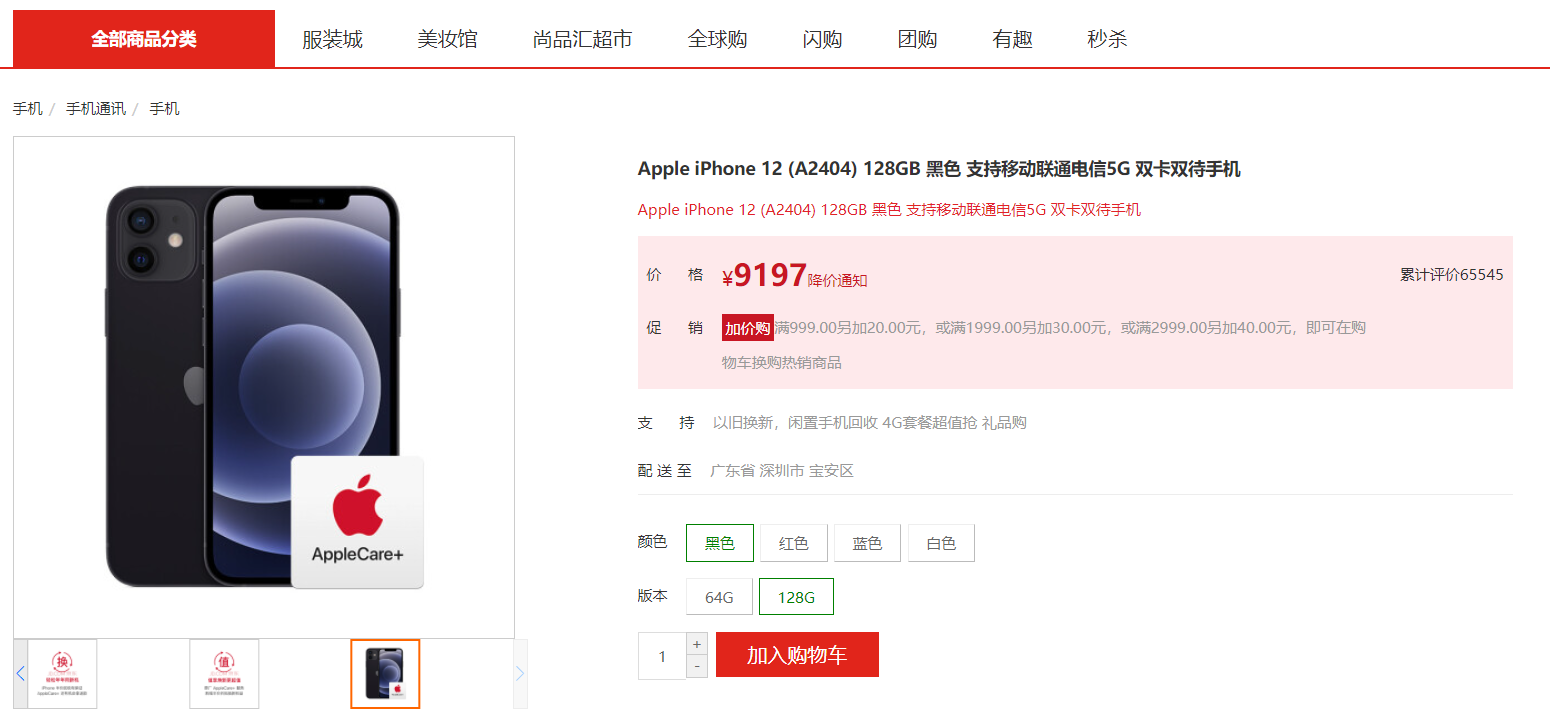 全部商品分类 服装城 美妆馆 尚品汇超市 全球购 闪购 团购 有趣 秒杀
手机 / 手机通讯 / 手机
Apple iPhone 12 (A2404) 128GB 黑色 支持移动联通电信5G 双卡双待手机
Apple iPhone 12 (A2404) 128GB 黑色 支持移动联通电信5G 双卡双待手机
价 格 ¥9197 降价通知 累计评价65545
促 销 加价购 满999.00另加20.00元，或满1999.00另加30.00元，或满2999.00另加40.00元，即可在购
物车换购热销商品
支 持 以旧换新，闲置手机回收 4G套餐超值抢 礼品购
配 送 至 广东省 深圳市 宝安区
颜色 黑色 红色 蓝色 白色
版本 64G 128G
1 + - 加入购物车
AppleCare+
换
值